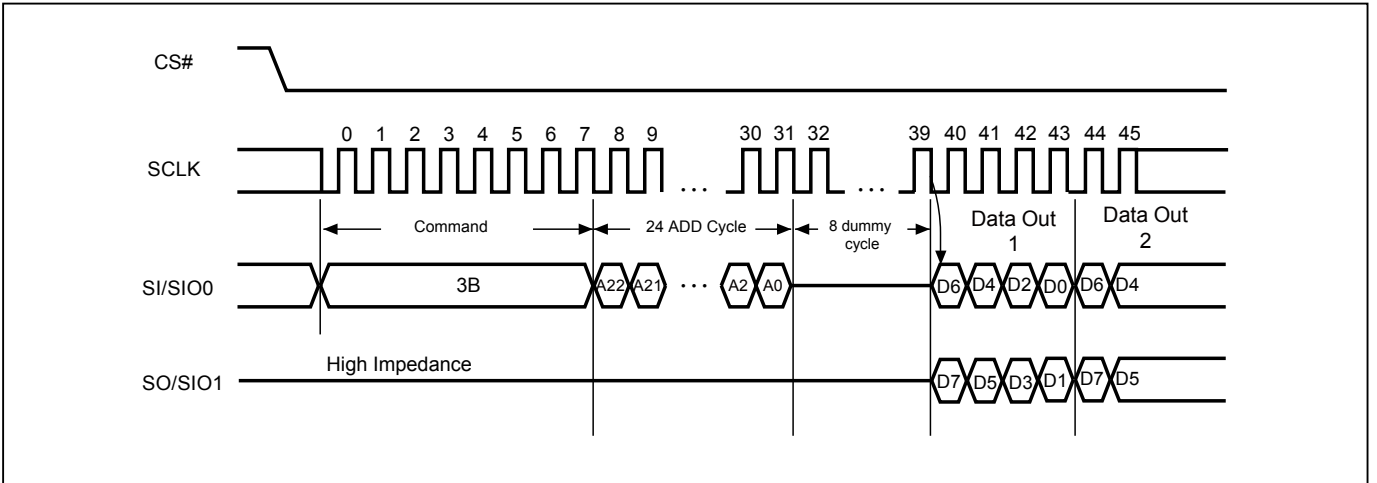 CS#
0 1 2 3 4 5 6 7 8 9 30 31 32 39 40 41 42 43 44 45
SCLK
...
...
Command
24 ADD Cycle
8 dummy
cycle
Data Out
1
Data Out
2
SI/SIO0
3B
A22 A21 ... A2 A0
D6 D4 D2 D0 D6 D4
High Impedance
SO/SIO1
D7 D5 D3 D1 D7 D5